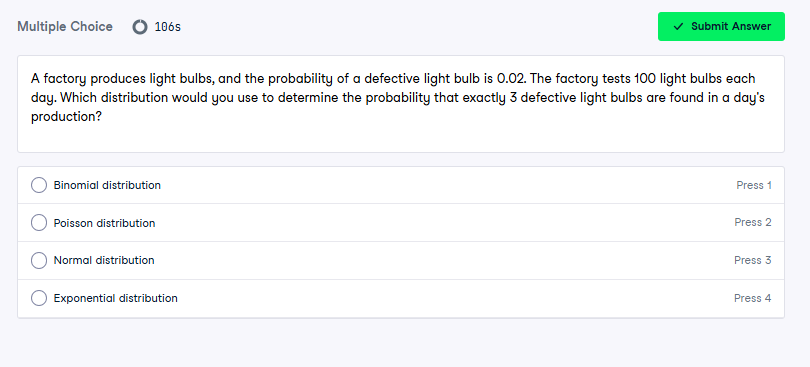 Multiple Choice 106s Submit Answer
A factory produces light bulbs, and the probability of a defective light bulb is 0.02. The factory tests 100 light bulbs each
day. Which distribution would you use to determine the probability that exactly 3 defective light bulbs are found in a day's
production?
Binomial distribution Press 1
Poisson distribution Press 2
Normal distribution Press 3
Exponential distribution Press 4